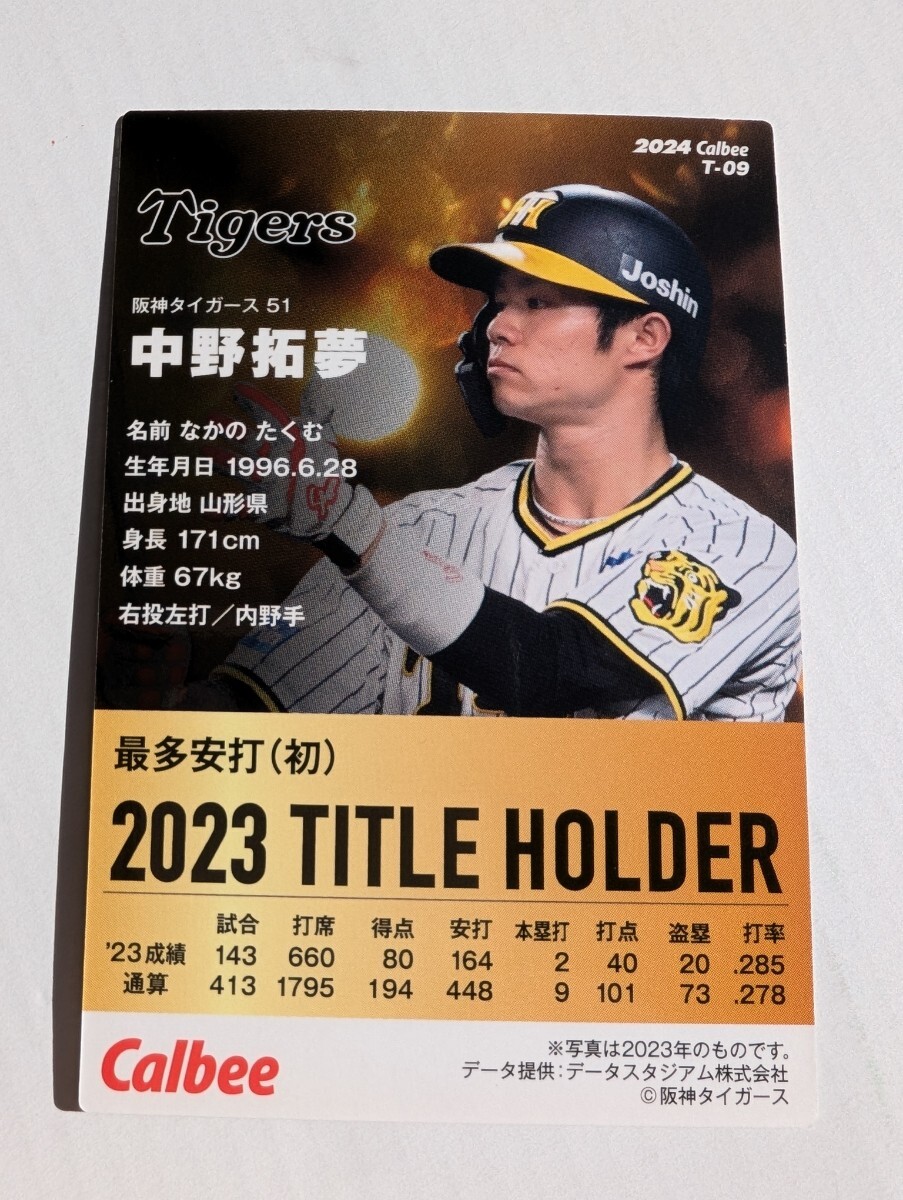 2024 Calbee
T-09
Tigers
TH
Joshin
阪神タイガース 51
中野拓夢
名前 なかの たくむ
生年月日 1996.6.28
出身地 山形県
身長 171cm
体重 67kg
右投左打／内野手
最多安打（初）
2023 TITLE HOLDER
試合 打席 得点 安打 本塁打 打点 盗塁 打率
'23成績 143 660 80 164 2 40 20 .285
通算 413 1795 194 448 9 101 73 .278
Calbee
※写真は2023年のものです。
データ提供：データスタジアム株式会社
©阪神タイガース